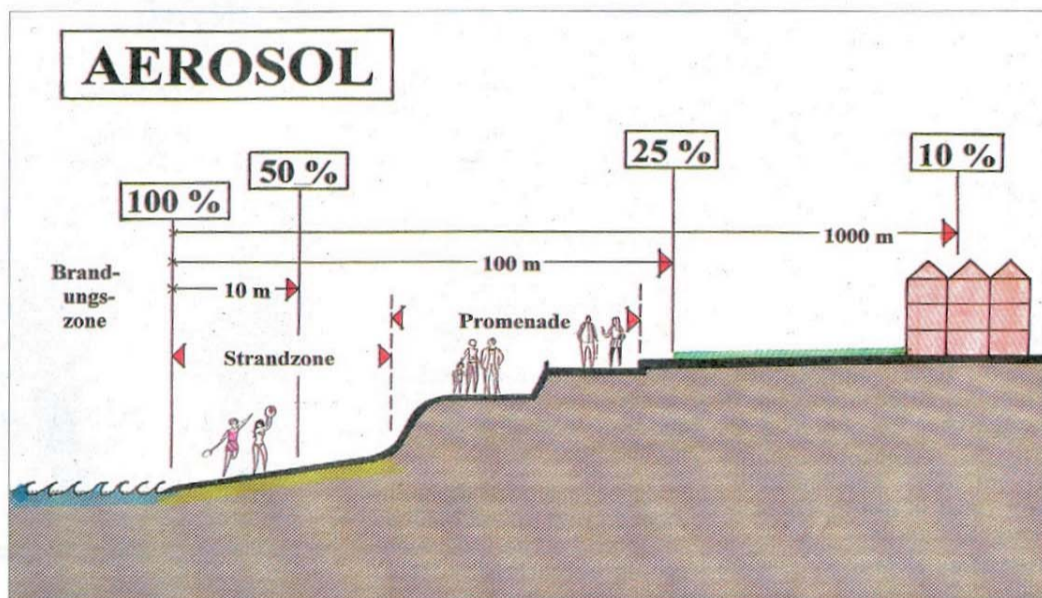 AEROSOL
100 %
50 %
25 %
10 %
1000 m
100 m
10 m
Brand-
ungs-
zone
Promenade
Strandzone